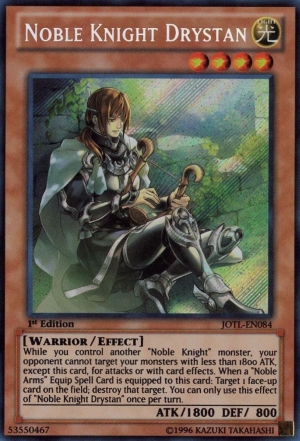 NOBLE KNIGHT DRYSTAN
LIGHT
光
1st Edition
JOTL-EN084
[WARRIOR/EFFECT]
While you control another "Noble Knight" monster, your
opponent cannot target your monsters with less than 1800 ATK,
except this card, for attacks or with card effects. When a "Noble
Arms" Equip Spell Card is equipped to this card: Target 1 face-up
card on the field; destroy that target. You can only use this effect
of "Noble Knight Drystan" once per turn.
ATK/1800 DEF/ 800
53550467
©1996 KAZUKI TAKAHASHI